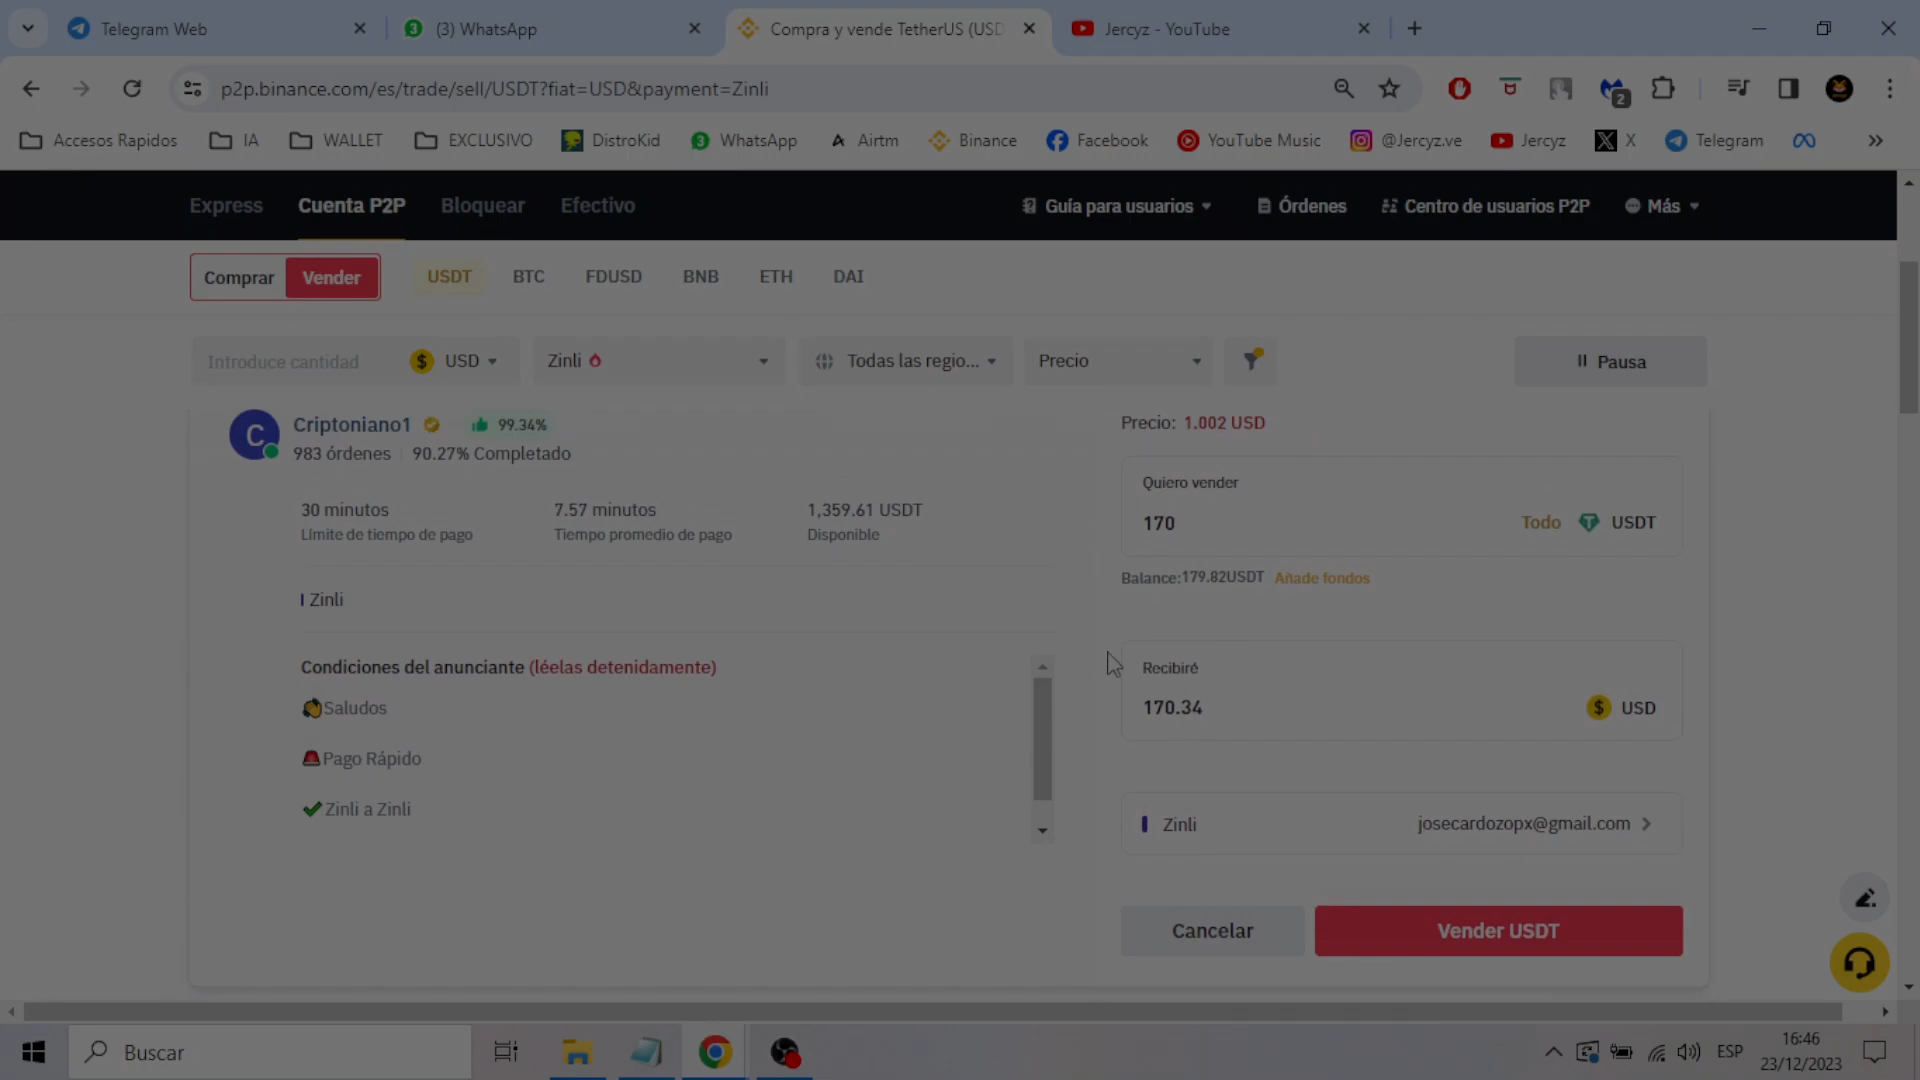 Telegram Web
(3) WhatsApp
Compra y vende TetherUS (USD
Jercyz - YouTube
p2p.binance.com/es/trade/sell/USDT?fiat=USD&payment=Zinli
2
Accesos Rapidos
IA
WALLET
EXCLUSIVO
DistroKid
WhatsApp
Airtm
Binance
Facebook
YouTube Music
@Jercyz.ve
Jercyz
X
Telegram
Express
Cuenta P2P
Bloquear
Efectivo
Guía para usuarios
Órdenes
Centro de usuarios P2P
Más
Comprar
Vender
USDT
BTC
FDUSD
BNB
ETH
DAI
Introduce cantidad
USD
Zinli
Todas las regio...
Precio
Pausa
C
Criptoniano1
99.34%
983 órdenes
90.27% Completado
Precio: 1.002 USD
30 minutos
7.57 minutos
1,359.61 USDT
Límite de tiempo de pago
Tiempo promedio de pago
Disponible
Quiero vender
170
Todo
USDT
Balance:179.82USDT
Añade fondos
Zinli
Condiciones del anunciante (léelas detenidamente)
👏Saludos
🚨Pago Rápido
✔Zinli a Zinli
Recibiré
170.34
USD
Zinli
josecardozopx@gmail.com
Cancelar
Vender USDT
Buscar
ESP
16:46
23/12/2023